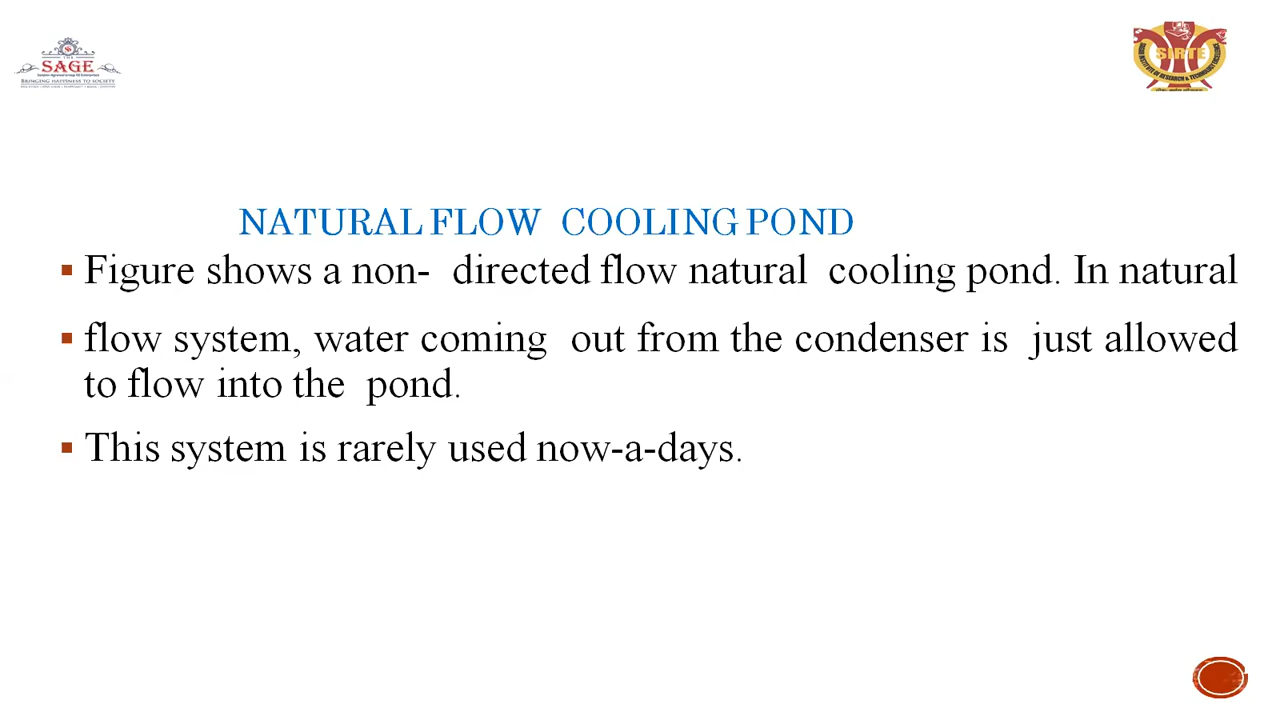 THE
SAGE
BRINGING HAPPINESS TO SOCIETY
SIRTE
NATURAL FLOW COOLING POND
▪ Figure shows a non- directed flow natural cooling pond. In natural
▪ flow system, water coming out from the condenser is just allowed
to flow into the pond.
▪ This system is rarely used now-a-days.